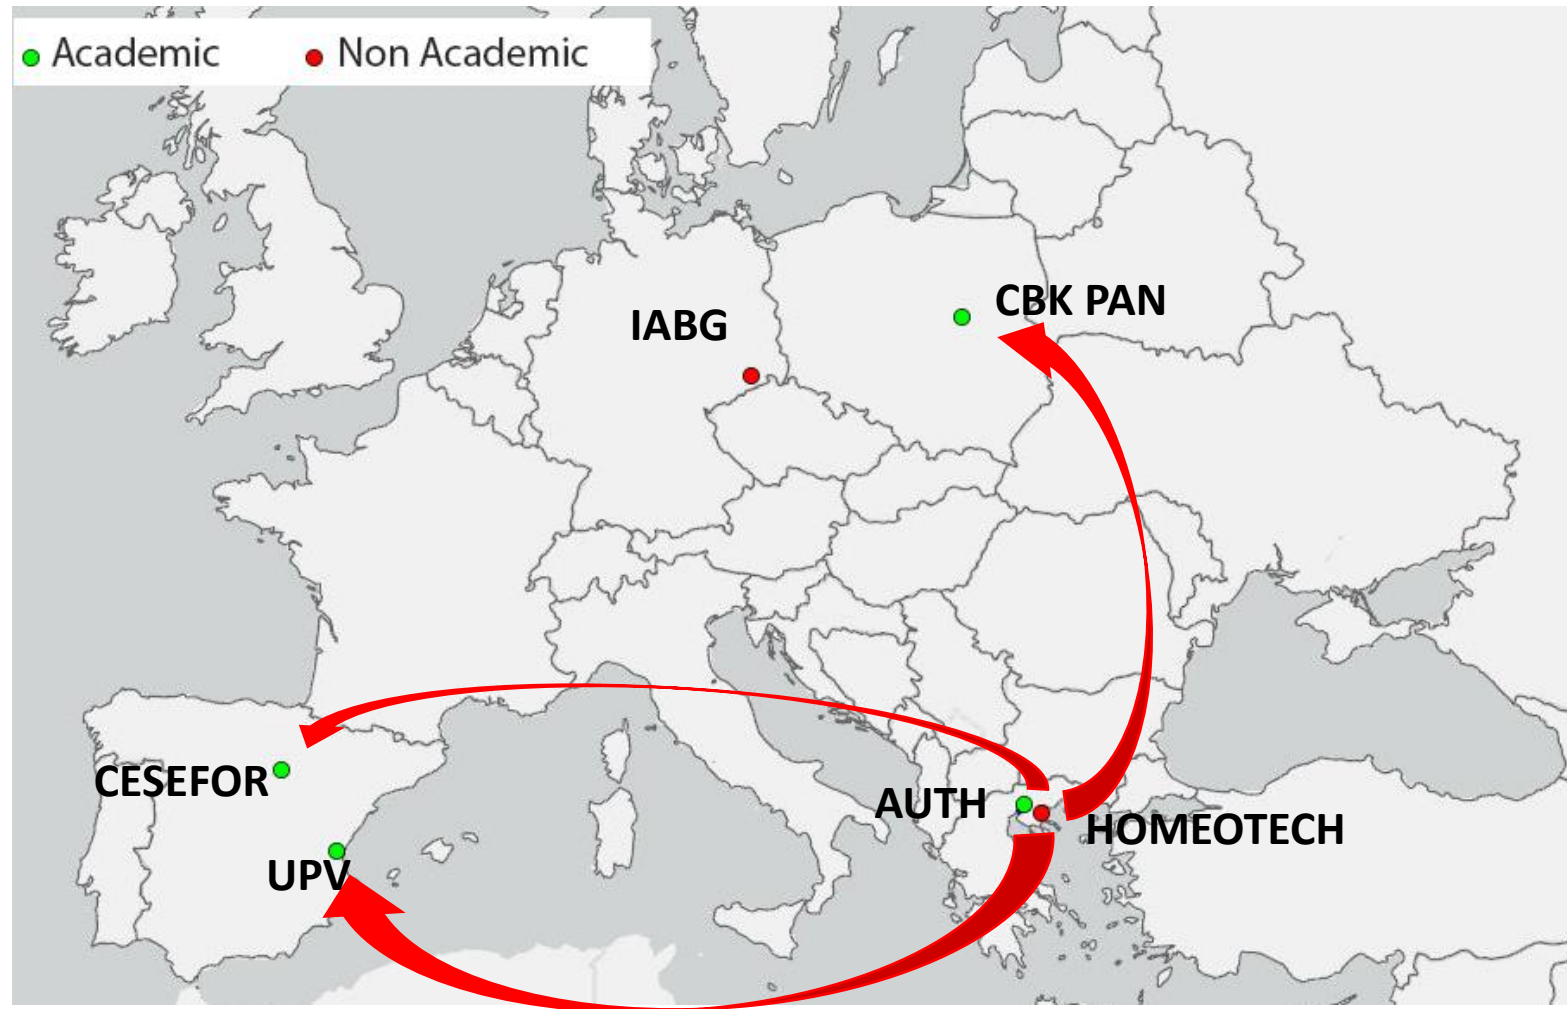 Academic
Non Academic
CBK PAN
IABG
CESEFOR
AUTH
HOMEOTECH
UPV